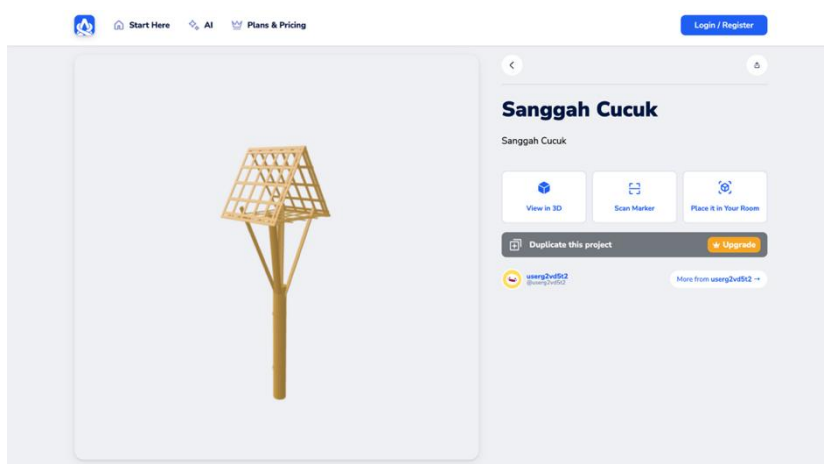 Start Here AI Plans & Pricing Login / Register
Sanggah Cucuk
Sanggah Cucuk
View in 3D Scan Marker Place it in Your Room
Duplicate this project Upgrade
userg2vd5t2 More from userg2vd5t2 →
@userg2vd5t2